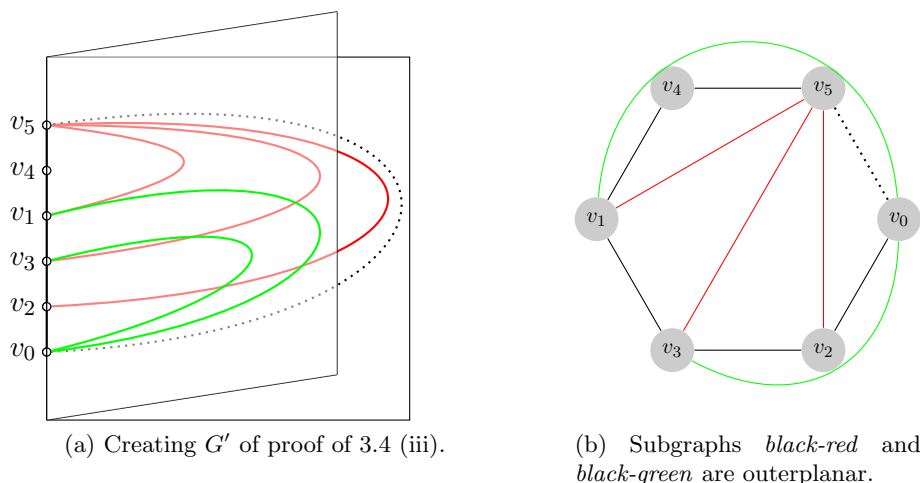 v₅
v₄
v₁
v₃
v₂
v₀
(a) Creating G′ of proof of 3.4 (iii).
v₄
v₅
v₁
v₀
v₃
v₂
(b) Subgraphs black-red and
black-green are outerplanar.